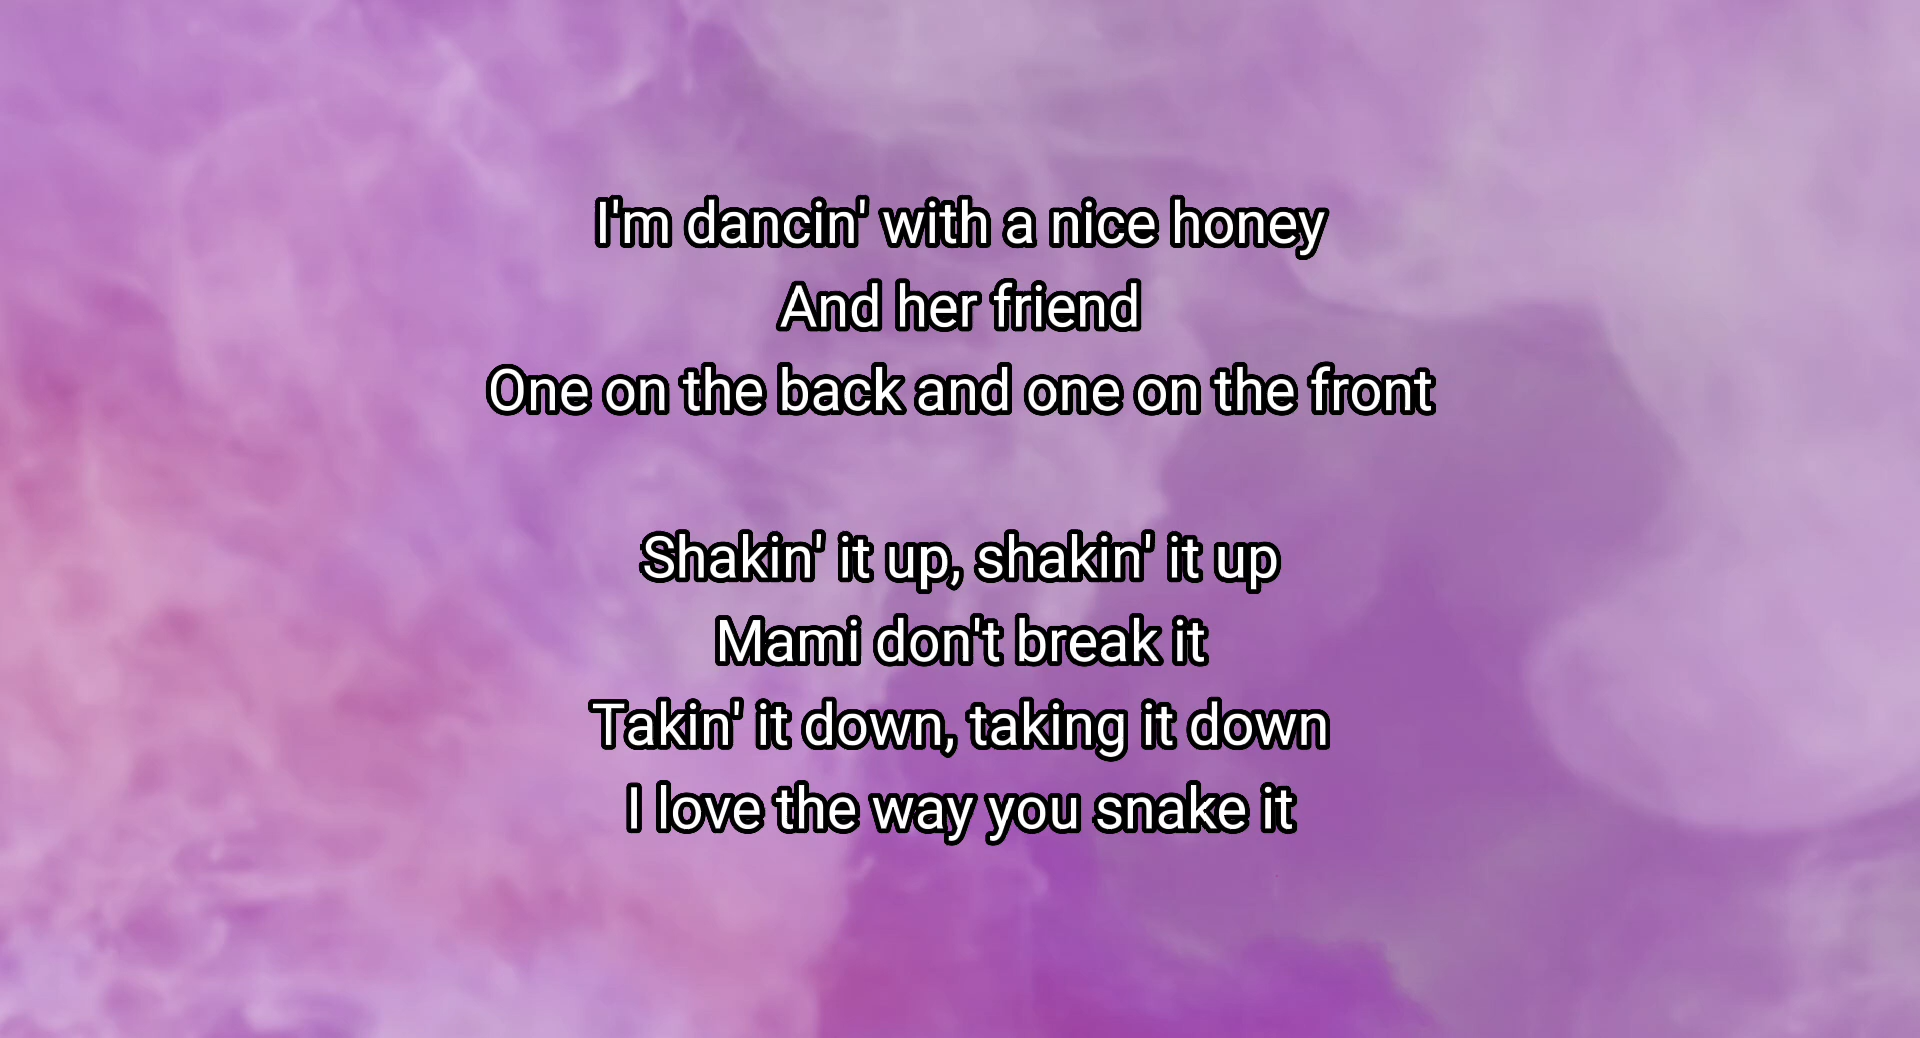 I'm dancin' with a nice honey
And her friend
One on the back and one on the front
Shakin' it up, shakin' it up
Mami don't break it
Takin' it down, taking it down
I love the way you snake it